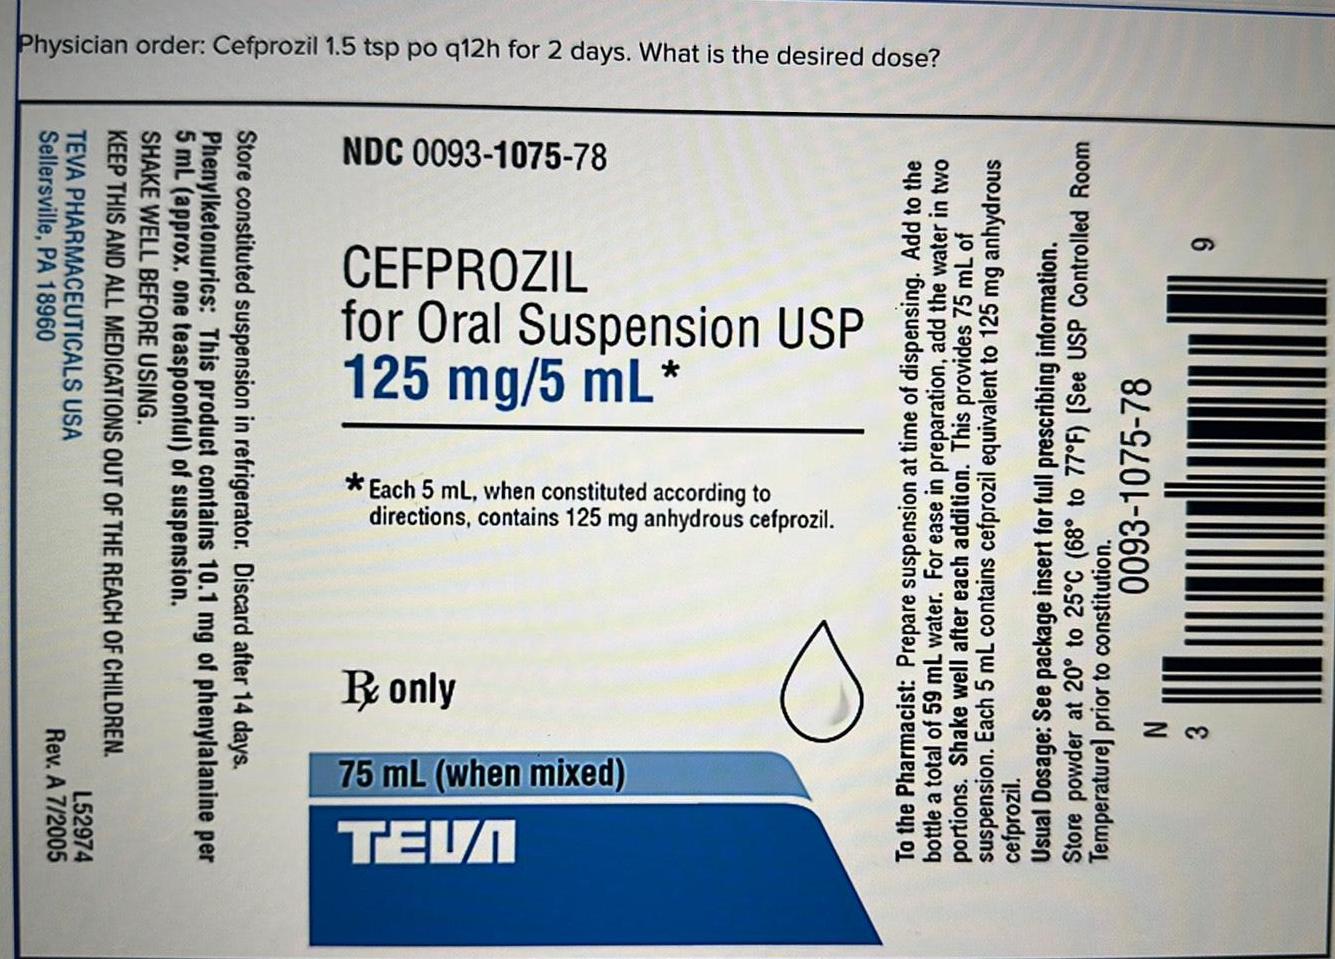 Physician order: Cefprozil 1.5 tsp po q12h for 2 days. What is the desired dose?
Store constituted suspension in refrigerator. Discard after 14 days.
Phenylketonurics: This product contains 10.1 mg of phenylalanine per
5 mL (approx. one teaspoonful) of suspension.
SHAKE WELL BEFORE USING.
KEEP THIS AND ALL MEDICATIONS OUT OF THE REACH OF CHILDREN.
TEVA PHARMACEUTICALS USA
Sellersville, PA 18960
L52974
Rev. A 7/2005
NDC 0093-1075-78
CEFPROZIL
for Oral Suspension USP
125 mg/5 mL*
* Each 5 mL, when constituted according to
directions, contains 125 mg anhydrous cefprozil.
℞ only
75 mL (when mixed)
TEVA
To the Pharmacist: Prepare suspension at time of dispensing. Add to the
bottle a total of 59 mL water. For ease in preparation, add the water in two
portions. Shake well after each addition. This provides 75 mL of
suspension. Each 5 mL contains cefprozil equivalent to 125 mg anhydrous
cefprozil.
Usual Dosage: See package insert for full prescribing information.
Store powder at 20° to 25°C (68° to 77°F) [See USP Controlled Room
Temperature] prior to constitution.
0093-1075-78
N
3
9